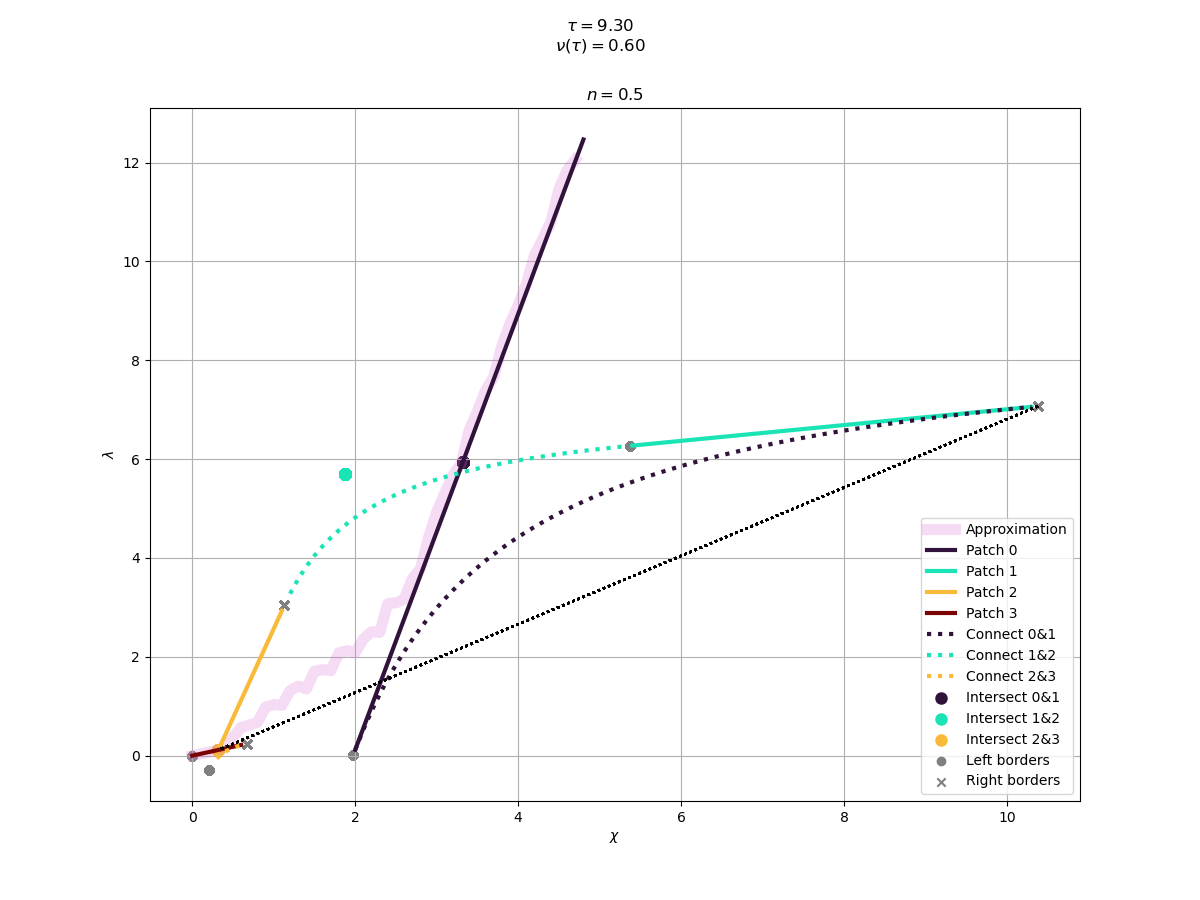 τ = 9.30
ν(τ) = 0.60
n = 0.5
12
10
8
6
4
2
0
λ
0 2 4 6 8 10
χ
Approximation
Patch 0
Patch 1
Patch 2
Patch 3
Connect 0&1
Connect 1&2
Connect 2&3
Intersect 0&1
Intersect 1&2
Intersect 2&3
Left borders
Right borders